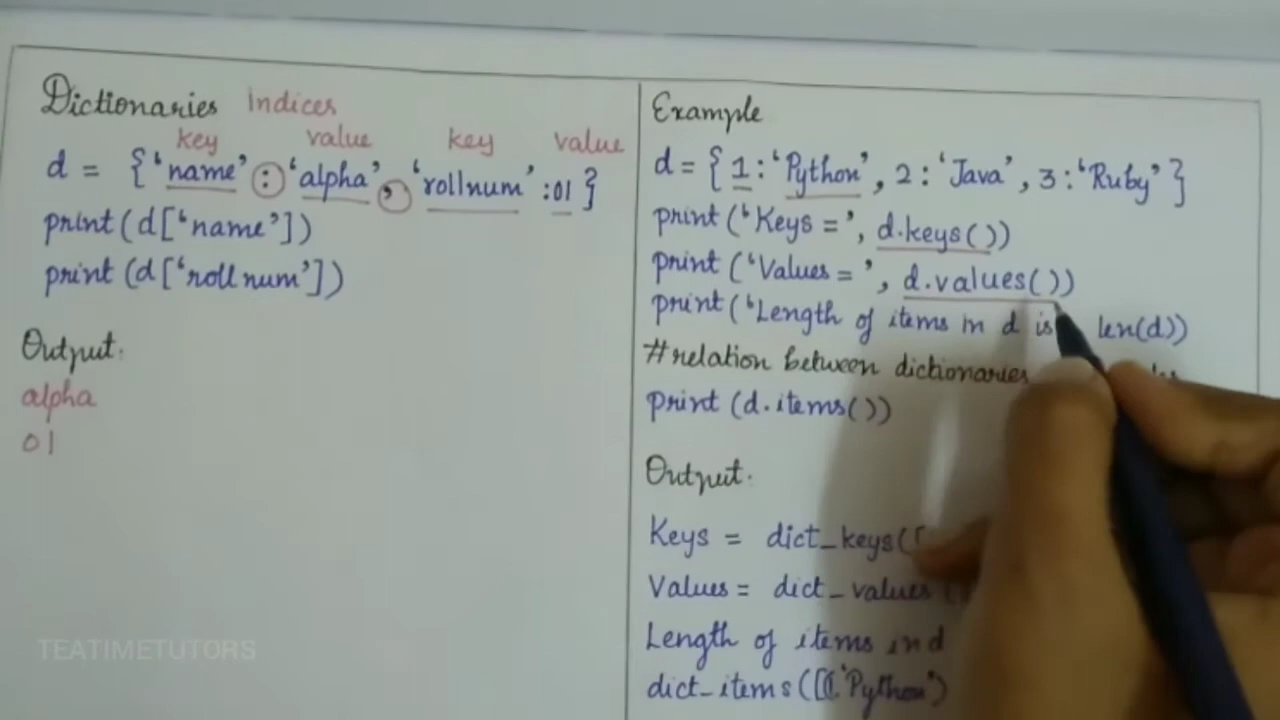 Dictionaries indices
key value key value
d = {'name' : 'alpha', 'rollnum' : 01 }
print (d['name'])
print (d['rollnum'])
Output:
alpha
01
TEATIMETUTORS
Example
d = { 1 : 'Python', 2 : 'Java', 3 : 'Ruby' }
print ('Keys = ', d.keys())
print ('Values = ', d.values())
print ('Length of items in d is len(d))
#relation between dictionaries
print (d.items())
Output:
Keys = dict_keys([
Values = dict_values
Length of items in d
dict_items([(‘Python')